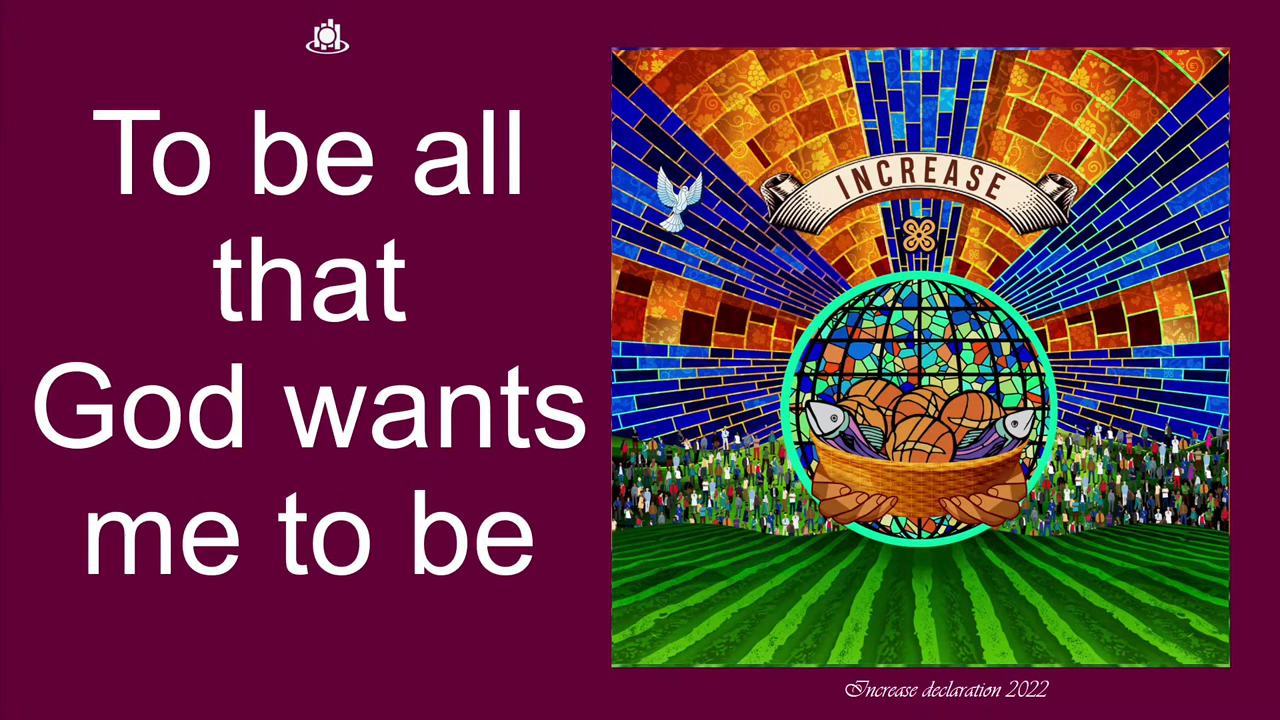 To be all
that
God wants
me to be
INCREASE
Increase declaration 2022